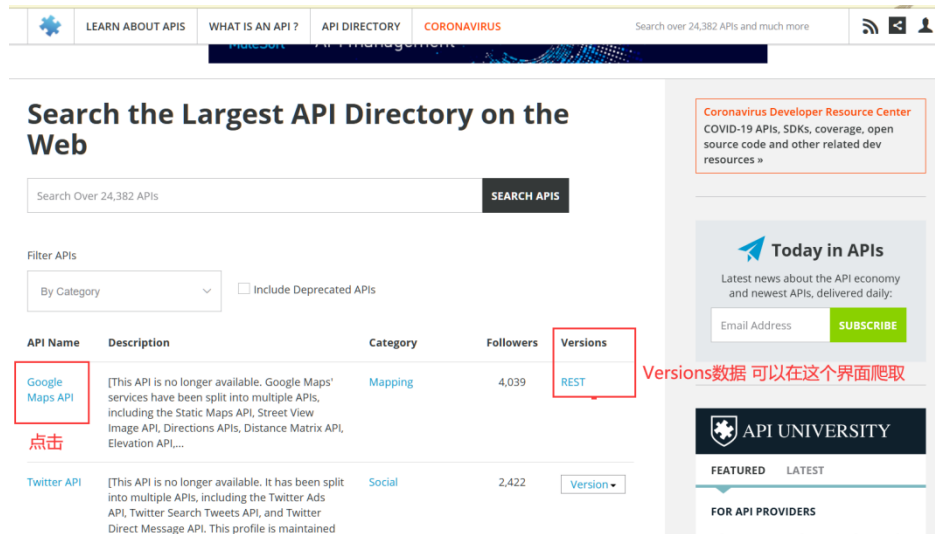 LEARN ABOUT APIS WHAT IS AN API ? API DIRECTORY CORONAVIRUS Search over 24,382 APIs and much more
MuleSoft API management
Search the Largest API Directory on the
Web
Search Over 24,382 APIs SEARCH APIS
Filter APIs
By Category Include Deprecated APIs
API Name Description Category Followers Versions
Google
Maps API
[This API is no longer available. Google Maps'
services have been split into multiple APIs,
including the Static Maps API, Street View
Image API, Directions APIs, Distance Matrix API,
Elevation API,...
Mapping 4,039 REST
点击
Versions数据 可以在这个界面爬取
Twitter API
[This API is no longer available. It has been split
into multiple APIs, including the Twitter Ads
API, Twitter Search Tweets API, and Twitter
Direct Message API. This profile is maintained
Social 2,422 Version
Coronavirus Developer Resource Center
COVID-19 APIs, SDKs, coverage, open
source code and other related dev
resources »
Today in APIs
Latest news about the API economy
and newest APIs, delivered daily:
Email Address SUBSCRIBE
API UNIVERSITY
FEATURED LATEST
FOR API PROVIDERS